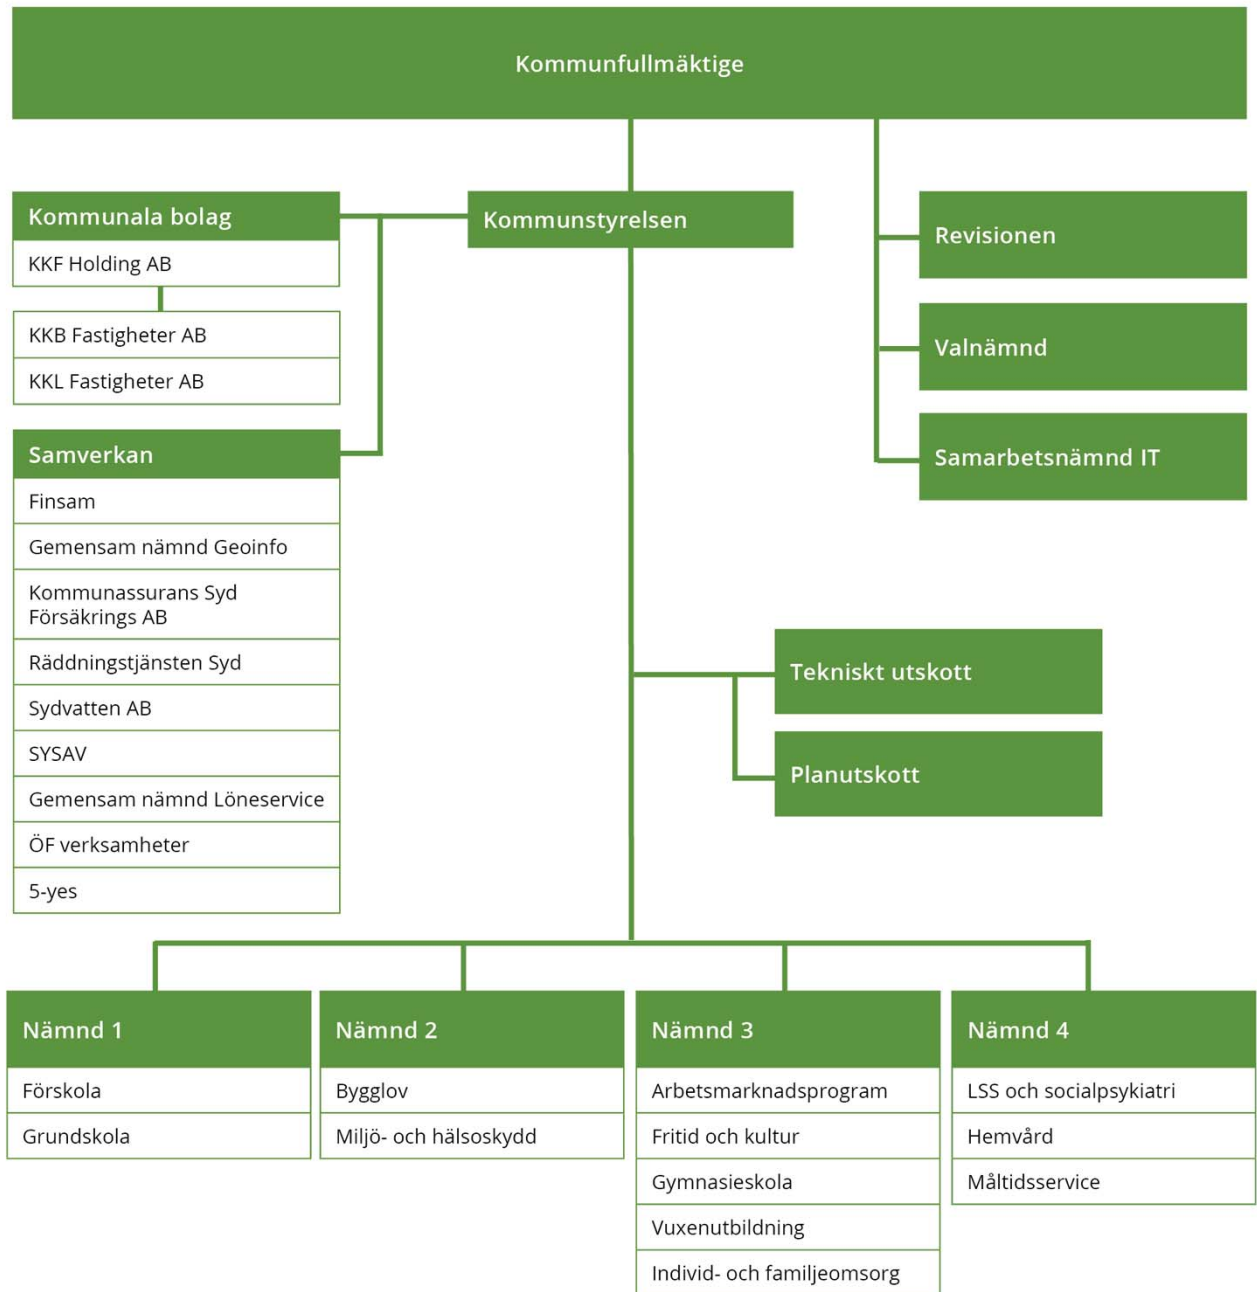 Kommunfullmäktige
Kommunala bolag
KKF Holding AB
KKB Fastigheter AB
KKL Fastigheter AB
Samverkan
Finsam
Gemensam nämnd Geoinfo
Kommunassurans Syd
Försäkrings AB
Räddningstjänsten Syd
Sydvatten AB
SYSAV
Gemensam nämnd Löneservice
ÖF verksamheter
5-yes
Kommunstyrelsen
Revisionen
Valnämnd
Samarbetsnämnd IT
Tekniskt utskott
Planutskott
Nämnd 1
Förskola
Grundskola
Nämnd 2
Bygglov
Miljö- och hälsoskydd
Nämnd 3
Arbetsmarknadsprogram
Fritid och kultur
Gymnasieskola
Vuxenutbildning
Individ- och familjeomsorg
Nämnd 4
LSS och socialpsykiatri
Hemvård
Måltidsservice